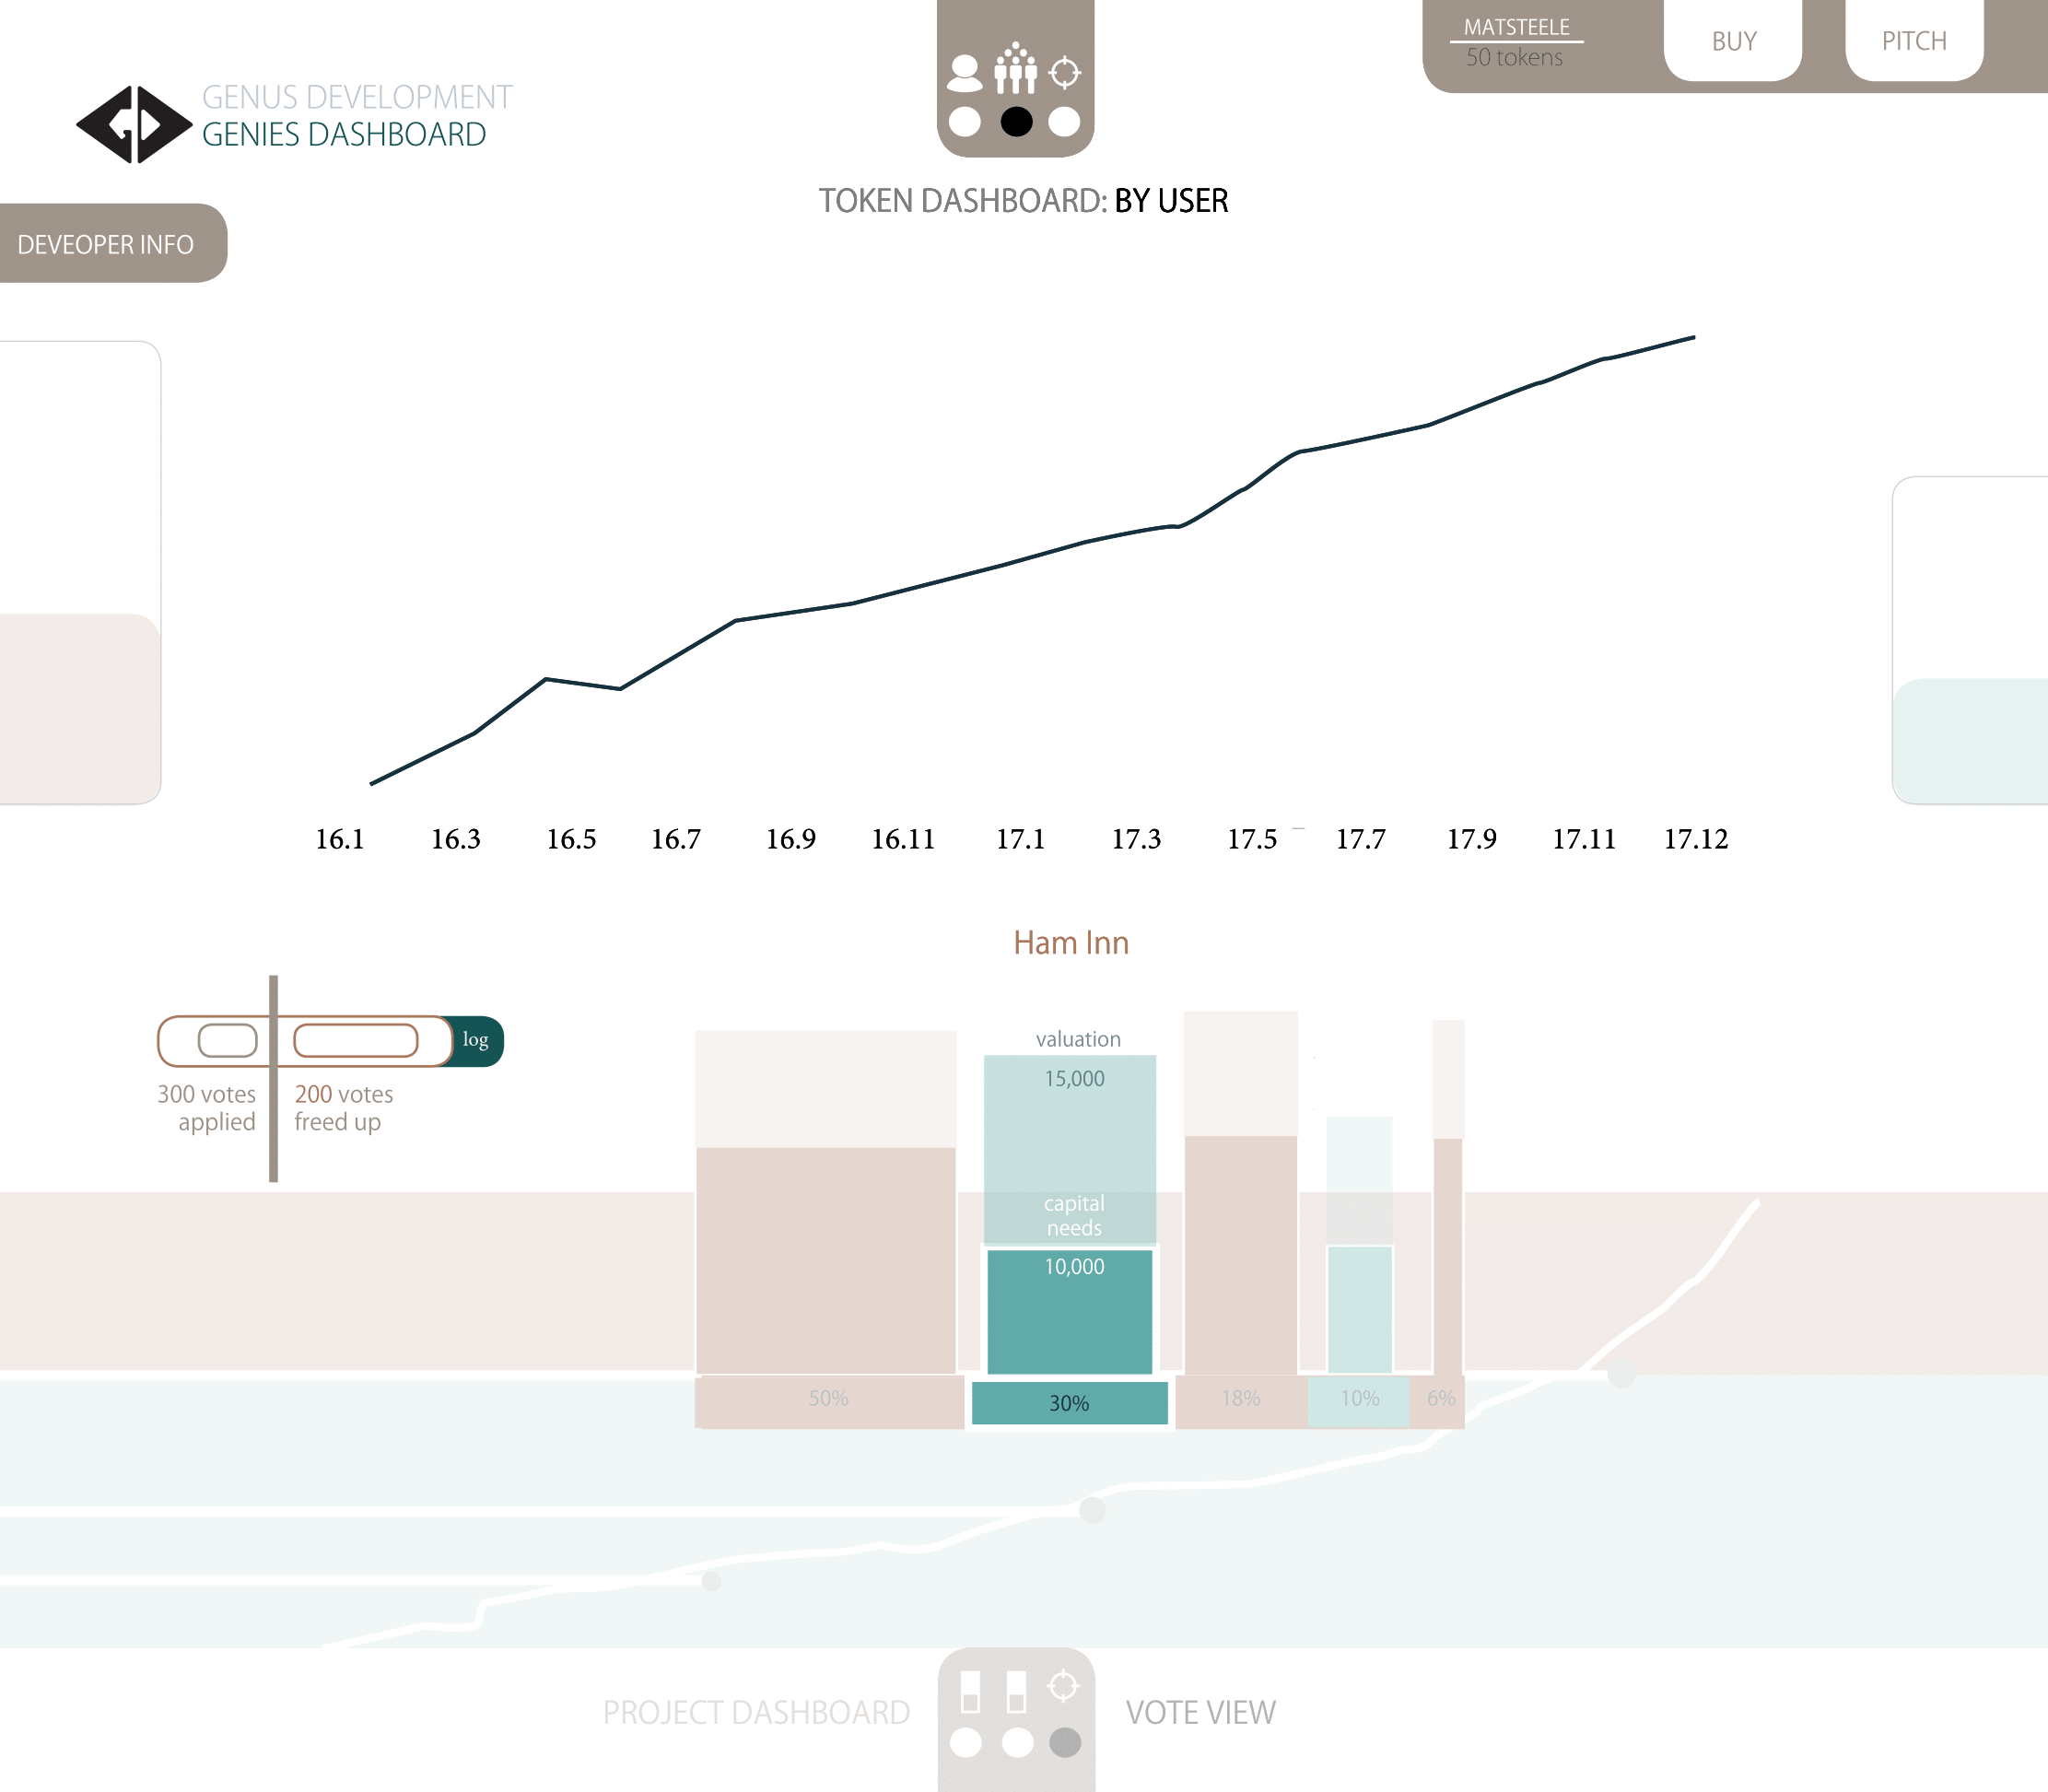 MATSTEELE
50 tokens
BUY
PITCH
GENUS DEVELOPMENT
GENIES DASHBOARD
TOKEN DASHBOARD: BY USER
DEVEOPER INFO
16.1 16.3 16.5 16.7 16.9 16.11 17.1 17.3 17.5 17.7 17.9 17.11 17.12
Ham Inn
log
300 votes
applied
200 votes
freed up
valuation
15,000
capital
needs
10,000
50% 30% 18% 10% 6%
PROJECT DASHBOARD
VOTE VIEW